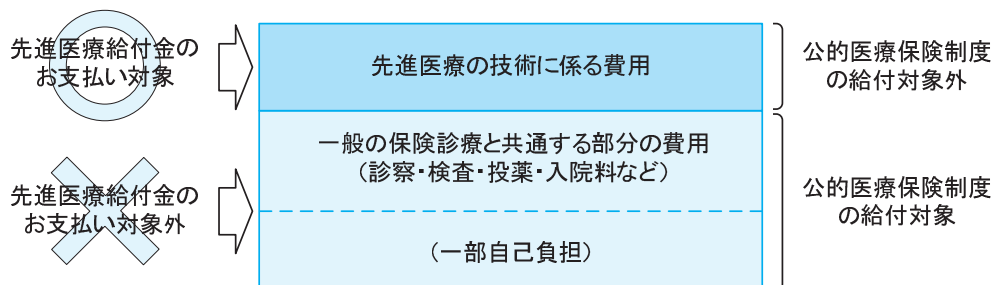 先進医療給付金の
お支払い対象
先進医療の技術に係る費用
公的医療保険制度
の給付対象外
一般の保険診療と共通する部分の費用
（診察・検査・投薬・入院料など）
先進医療給付金の
お支払い対象外
公的医療保険制度
の給付対象
（一部自己負担）